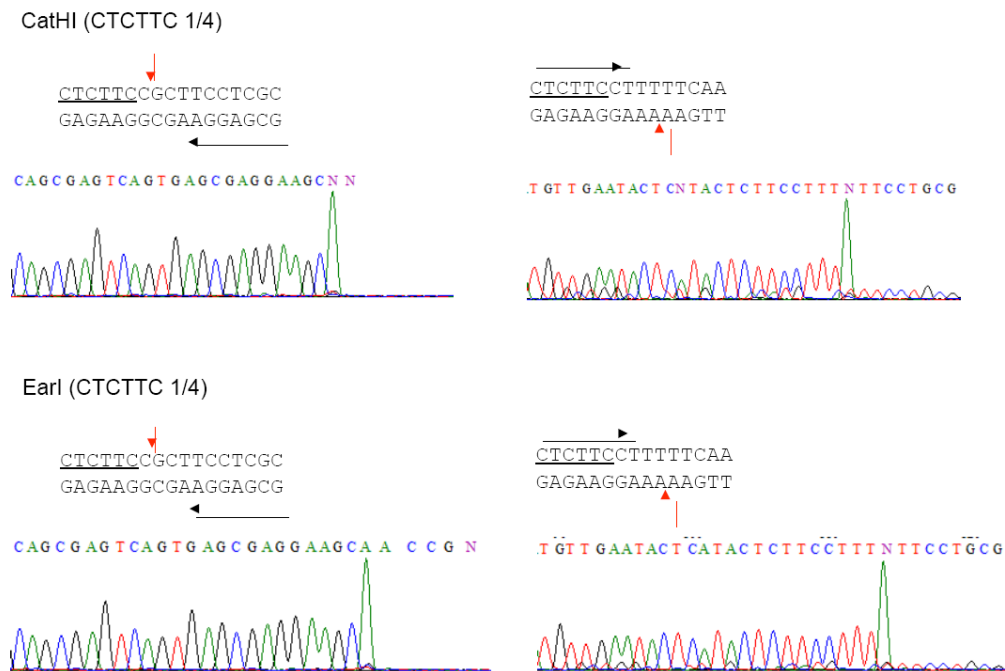 CatHI (CTCTTC 1/4)
CTCTTCCGCTTCCTCGC
GAGAAGGCGAAGGAGCG
CTCTTCCTTTTTCAA
GAGAAGGAAAAAGTT
CAGCGAGTCAGTGAGCGAGGAAGCNN
TGTTGAATACTCNTACTCTTCCTTTNTTCCTGCG
EarI (CTCTTC 1/4)
CTCTTCCGCTTCCTCGC
GAGAAGGCGAAGGAGCG
CTCTTCCTTTTTCAA
GAGAAGGAAAAAGTT
CAGCGAGTCAGTGAGCGAGGAAGCAA CCGN
TGTTGAATACTCATACTCTTCCTTTNTTCCTGCG